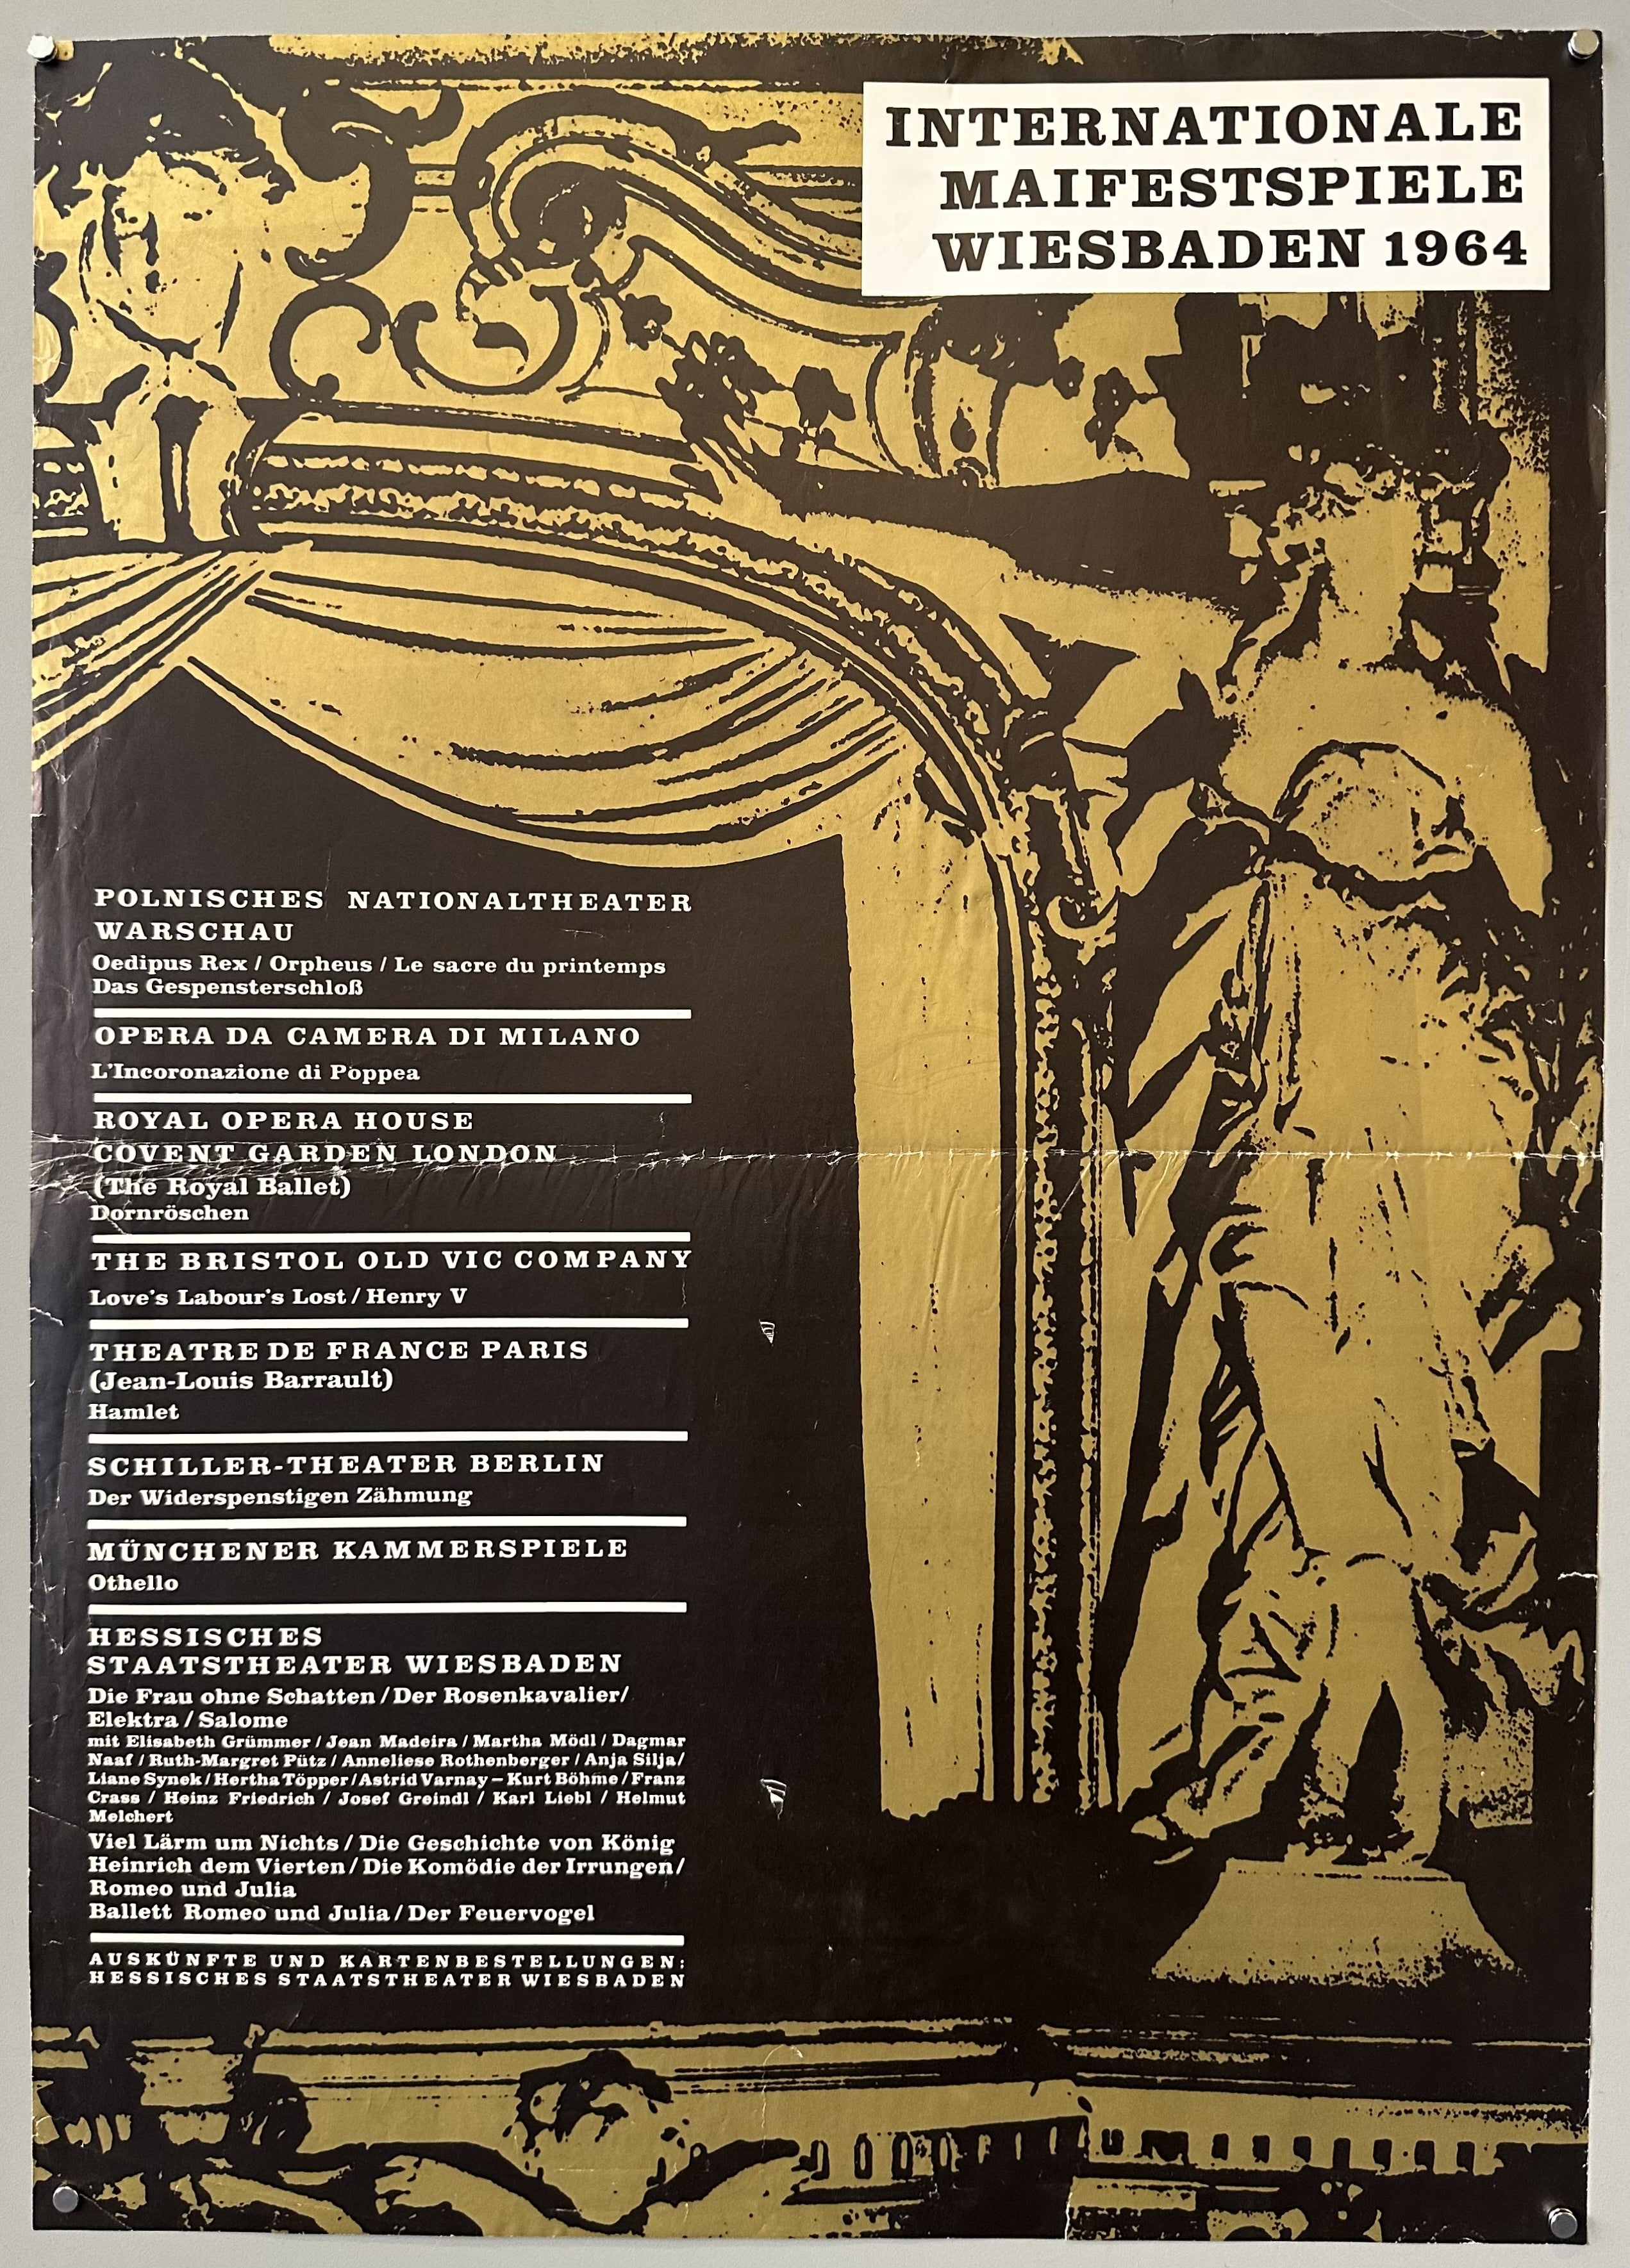 INTERNATIONALE
MAIFESTSPIELE
WIESBADEN 1964
POLNISCHES NATIONALTHEATER
WARSCHAU
Oedipus Rex / Orpheus / Le sacre du printemps
Das Gespensterschloß
OPERA DA CAMERA DI MILANO
L'Incoronazione di Poppea
ROYAL OPERA HOUSE
COVENT GARDEN LONDON
(The Royal Ballet)
Dornröschen
THE BRISTOL OLD VIC COMPANY
Love's Labour's Lost / Henry V
THEATRE DE FRANCE PARIS
(Jean-Louis Barrault)
Hamlet
SCHILLER-THEATER BERLIN
Der Widerspenstigen Zähmung
MÜNCHENER KAMMERSPIELE
Othello
HESSISCHES
STAATSTHEATER WIESBADEN
Die Frau ohne Schatten / Der Rosenkavalier/
Elektra / Salome
mit Elisabeth Grümmer / Jean Madeira / Martha Mödl / Dagmar
Naaf / Ruth-Margret Pütz / Anneliese Rothenberger / Anja Silja/
Liane Synek / Hertha Töpper / Astrid Varnay – Kurt Böhme / Franz
Crass / Heinz Friedrich / Josef Greindl / Karl Liebl / Helmut
Melchert
Viel Lärm um Nichts / Die Geschichte von König
Heinrich dem Vierten / Die Komödie der Irrungen/
Romeo und Julia
Ballett Romeo und Julia / Der Feuervogel
AUSKÜNFTE UND KARTENBESTELLUNGEN:
HESSISCHES STAATSTHEATER WIESBADEN